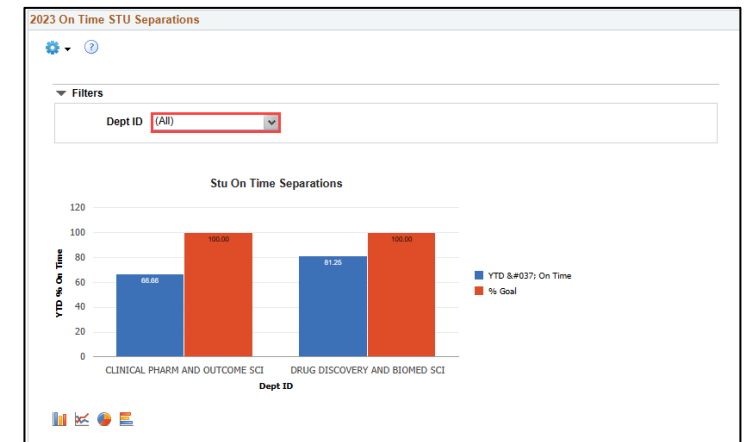 2023 On Time STU Separations
?
Filters
Dept ID (All)
Stu On Time Separations
120
100
80
60
40
20
0
YTD % On Time
66.66
100.00
81.25
100.00
YTD &#037; On Time
% Goal
CLINICAL PHARM AND OUTCOME SCI
DRUG DISCOVERY AND BIOMED SCI
Dept ID